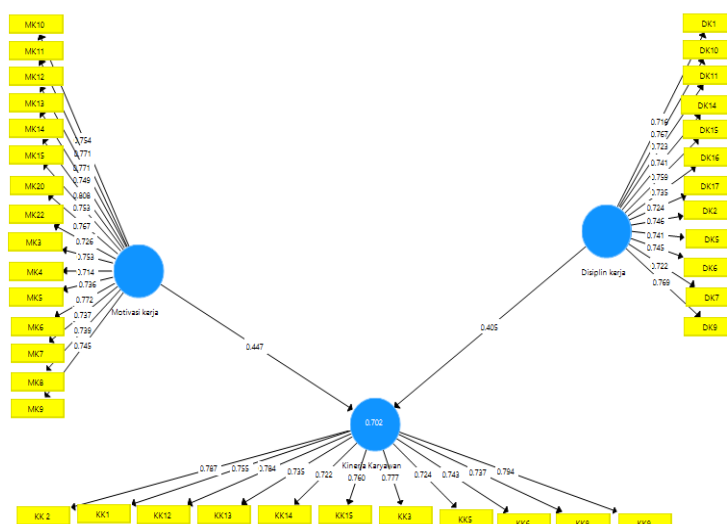 MK10
MK11
MK12
MK13
MK14
MK15
MK20
MK22
MK3
MK4
MK5
MK6
MK7
MK8
MK9
0.754
0.771
0.771
0.749
0.806
0.753
0.767
0.726
0.753
0.714
0.736
0.772
0.737
0.739
0.745
Motivasi kerja
DK1
DK10
DK11
DK14
DK15
DK16
DK17
DK2
DK5
DK6
DK7
DK9
0.716
0.767
0.723
0.741
0.759
0.735
0.724
0.746
0.741
0.745
0.722
0.769
Disiplin kerja
0.447
0.405
0.702
Kinerja Karyawan
0.787
0.755
0.784
0.735
0.722
0.760
0.777
0.724
0.743
0.737
0.794
KK 2
KK1
KK12
KK13
KK14
KK15
KK3
KK5
KK6
KK8
KK9